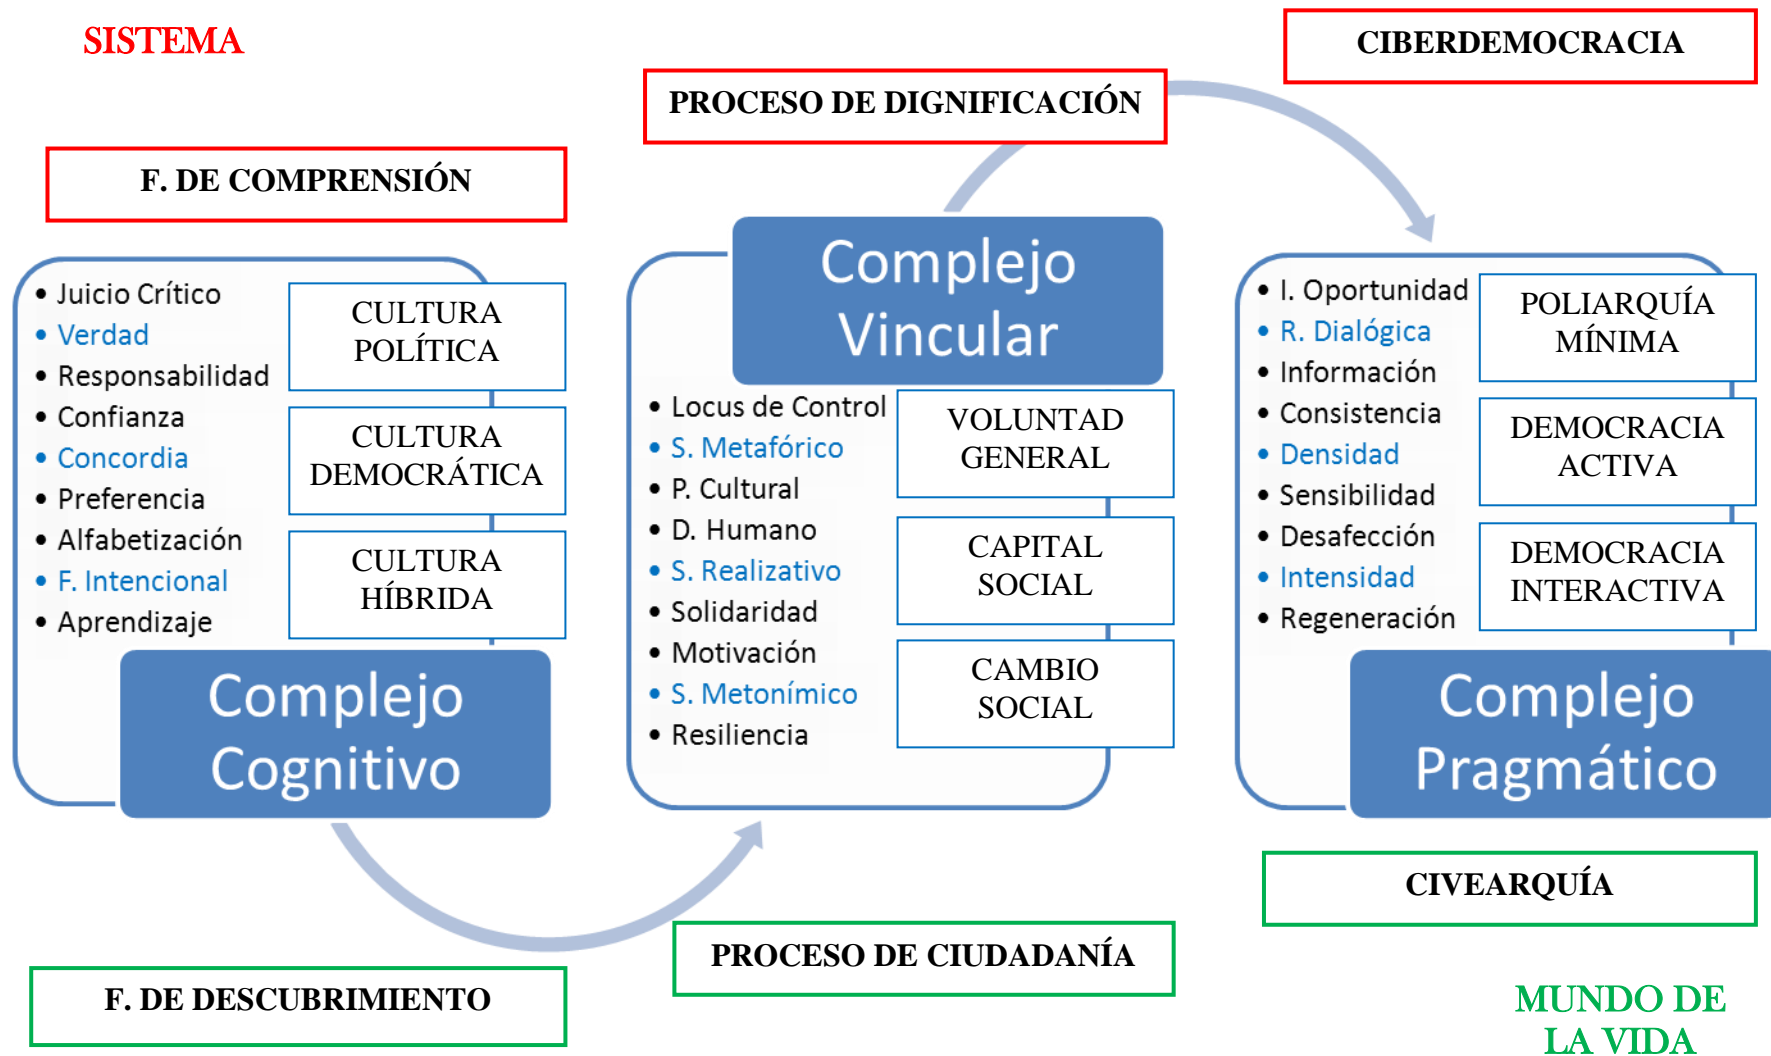 SISTEMA
CIBERDEMOCRACIA
PROCESO DE DIGNIFICACIÓN
F. DE COMPRENSIÓN
• Juicio Crítico
• Verdad
• Responsabilidad
• Confianza
• Concordia
• Preferencia
• Alfabetización
• F. Intencional
• Aprendizaje
CULTURA
POLÍTICA
CULTURA
DEMOCRÁTICA
CULTURA
HÍBRIDA
Complejo
Cognitivo
Complejo
Vincular
• Locus de Control
• S. Metafórico
• P. Cultural
• D. Humano
• S. Realizativo
• Solidaridad
• Motivación
• S. Metonímico
• Resiliencia
VOLUNTAD
GENERAL
CAPITAL
SOCIAL
CAMBIO
SOCIAL
• I. Oportunidad
• R. Dialógica
• Información
• Consistencia
• Densidad
• Sensibilidad
• Desafección
• Intensidad
• Regeneración
POLIARQUÍA
MÍNIMA
DEMOCRACIA
ACTIVA
DEMOCRACIA
INTERACTIVA
Complejo
Pragmático
CIVEARQUÍA
PROCESO DE CIUDADANÍA
F. DE DESCUBRIMIENTO
MUNDO DE
LA VIDA